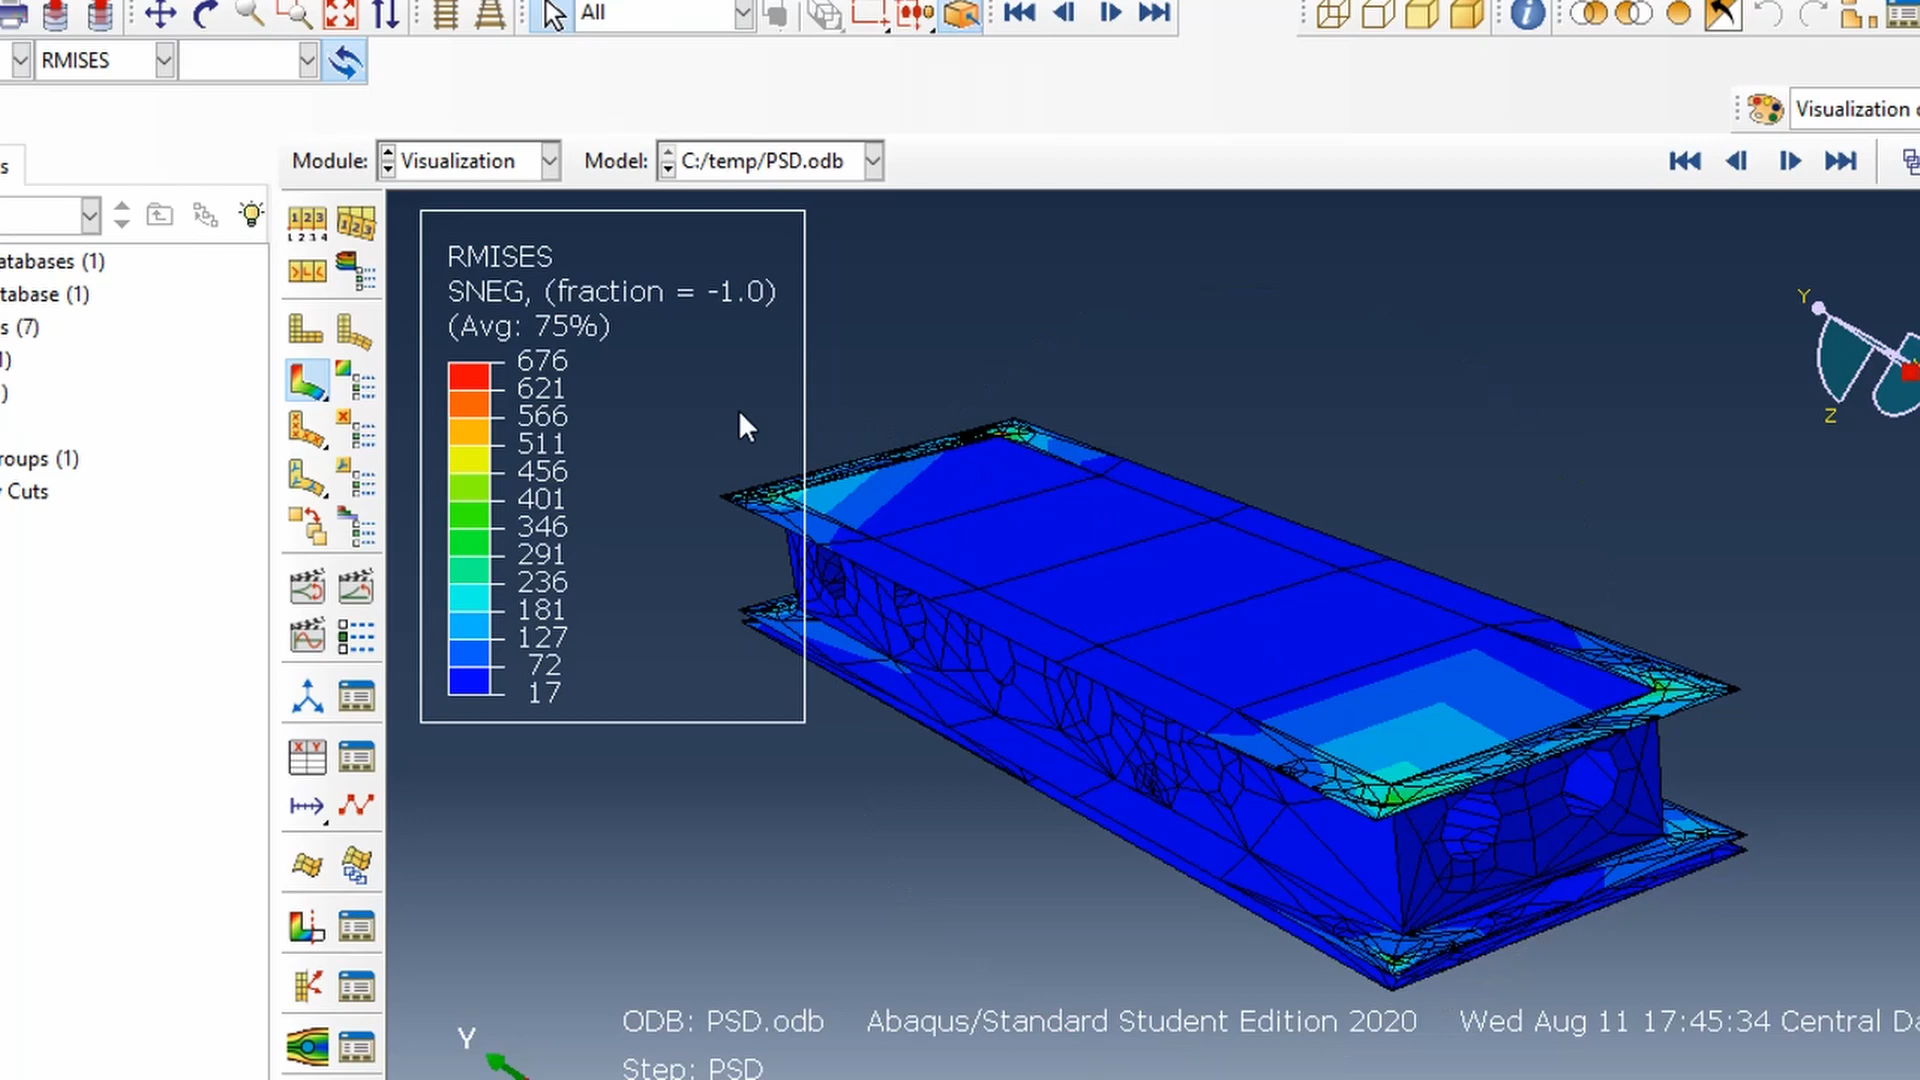 All
RMISES
Visualization
Module: Visualization Model: C:/temp/PSD.odb
s
atabases (1)
tabase (1)
s (7)
1)
)
roups (1)
Cuts
RMISES
SNEG, (fraction = -1.0)
(Avg: 75%)
676
621
566
511
456
401
346
291
236
181
127
72
17
Y
Z
Y
ODB: PSD.odb Abaqus/Standard Student Edition 2020 Wed Aug 11 17:45:34 Central Da
Step: PSD